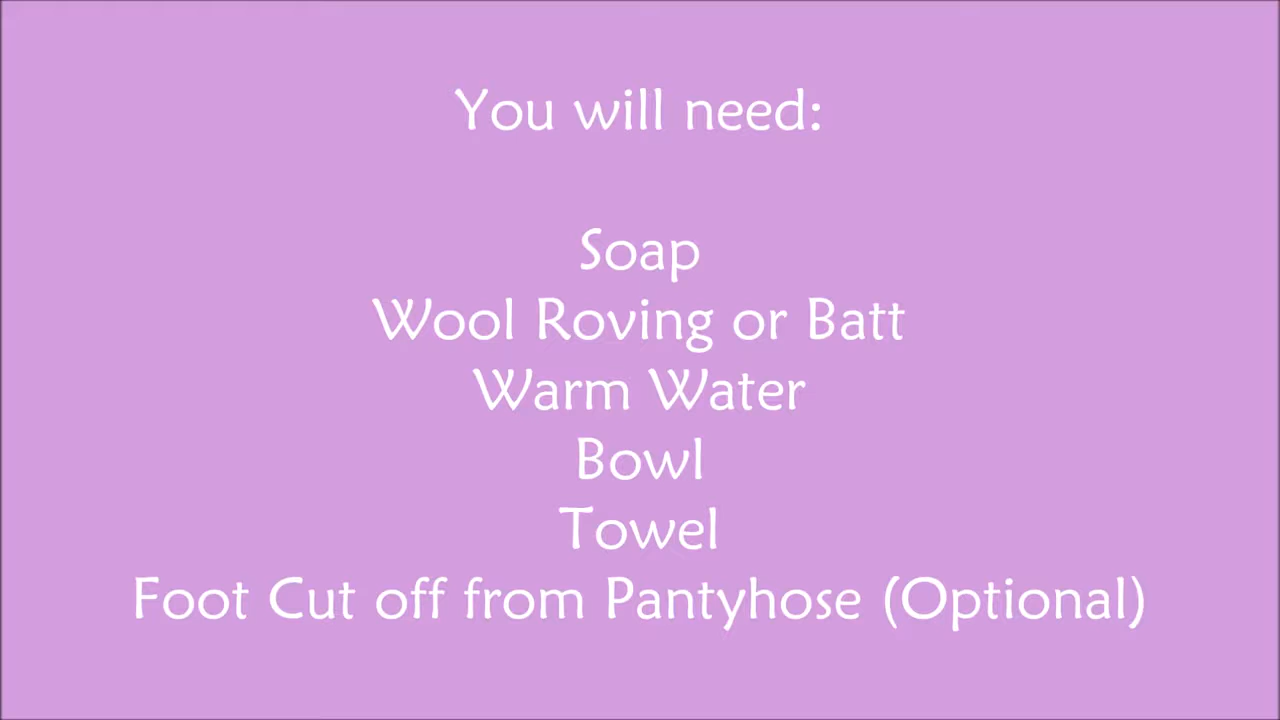 You will need:
Soap
Wool Roving or Batt
Warm Water
Bowl
Towel
Foot Cut off from Pantyhose (Optional)